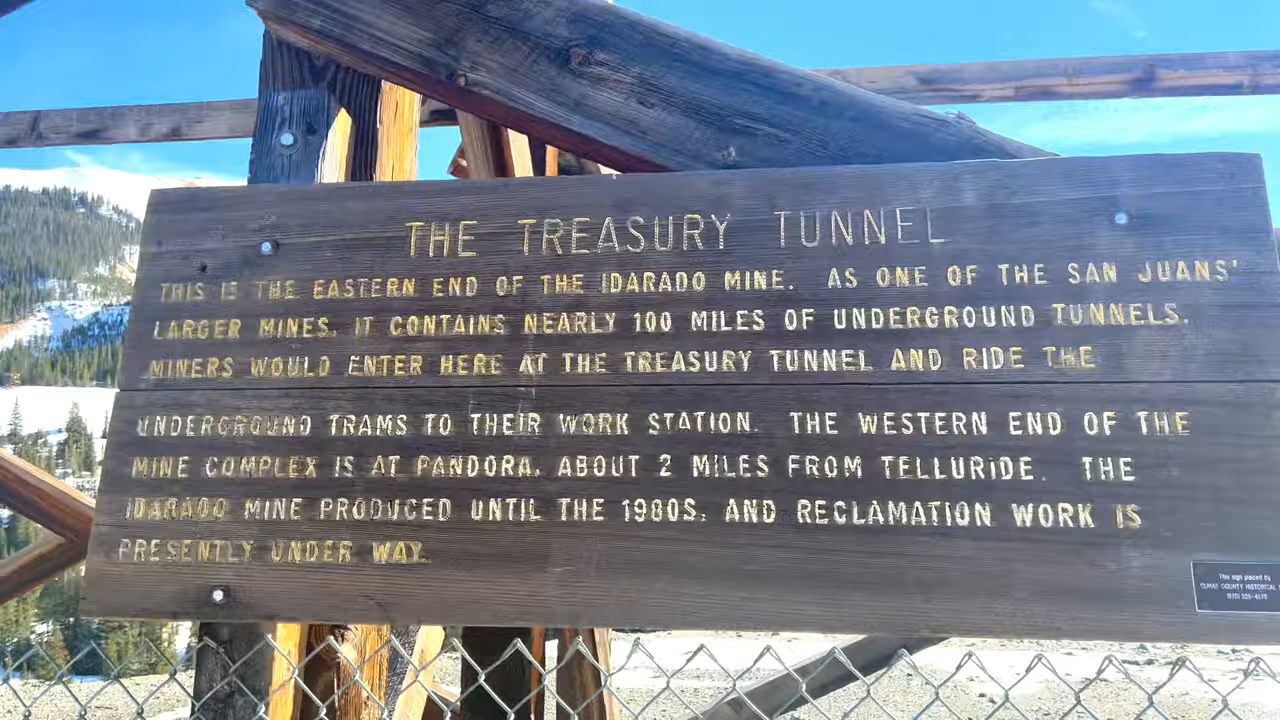 THE TREASURY TUNNEL
THIS IS THE EASTERN END OF THE IDARADO MINE. AS ONE OF THE SAN JUANS'
LARGER MINES, IT CONTAINS NEARLY 100 MILES OF UNDERGROUND TUNNELS.
MINERS WOULD ENTER HERE AT THE TREASURY TUNNEL AND RIDE THE
UNDERGROUND TRAMS TO THEIR WORK STATION. THE WESTERN END OF THE
MINE COMPLEX IS AT PANDORA, ABOUT 2 MILES FROM TELLURIDE. THE
IDARADO MINE PRODUCED UNTIL THE 1980S, AND RECLAMATION WORK IS
PRESENTLY UNDER WAY.
This sign placed by
COUNTY HISTORICAL